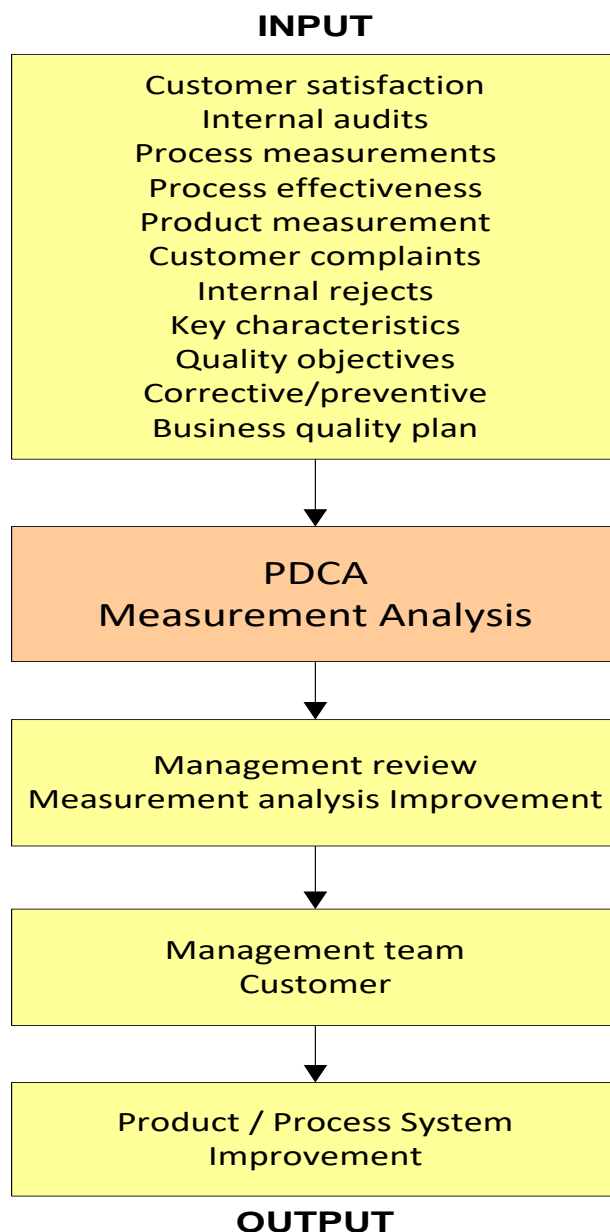 INPUT
Customer satisfaction
Internal audits
Process measurements
Process effectiveness
Product measurement
Customer complaints
Internal rejects
Key characteristics
Quality objectives
Corrective/preventive
Business quality plan
PDCA
Measurement Analysis
Management review
Measurement analysis Improvement
Management team
Customer
Product / Process System
Improvement
OUTPUT